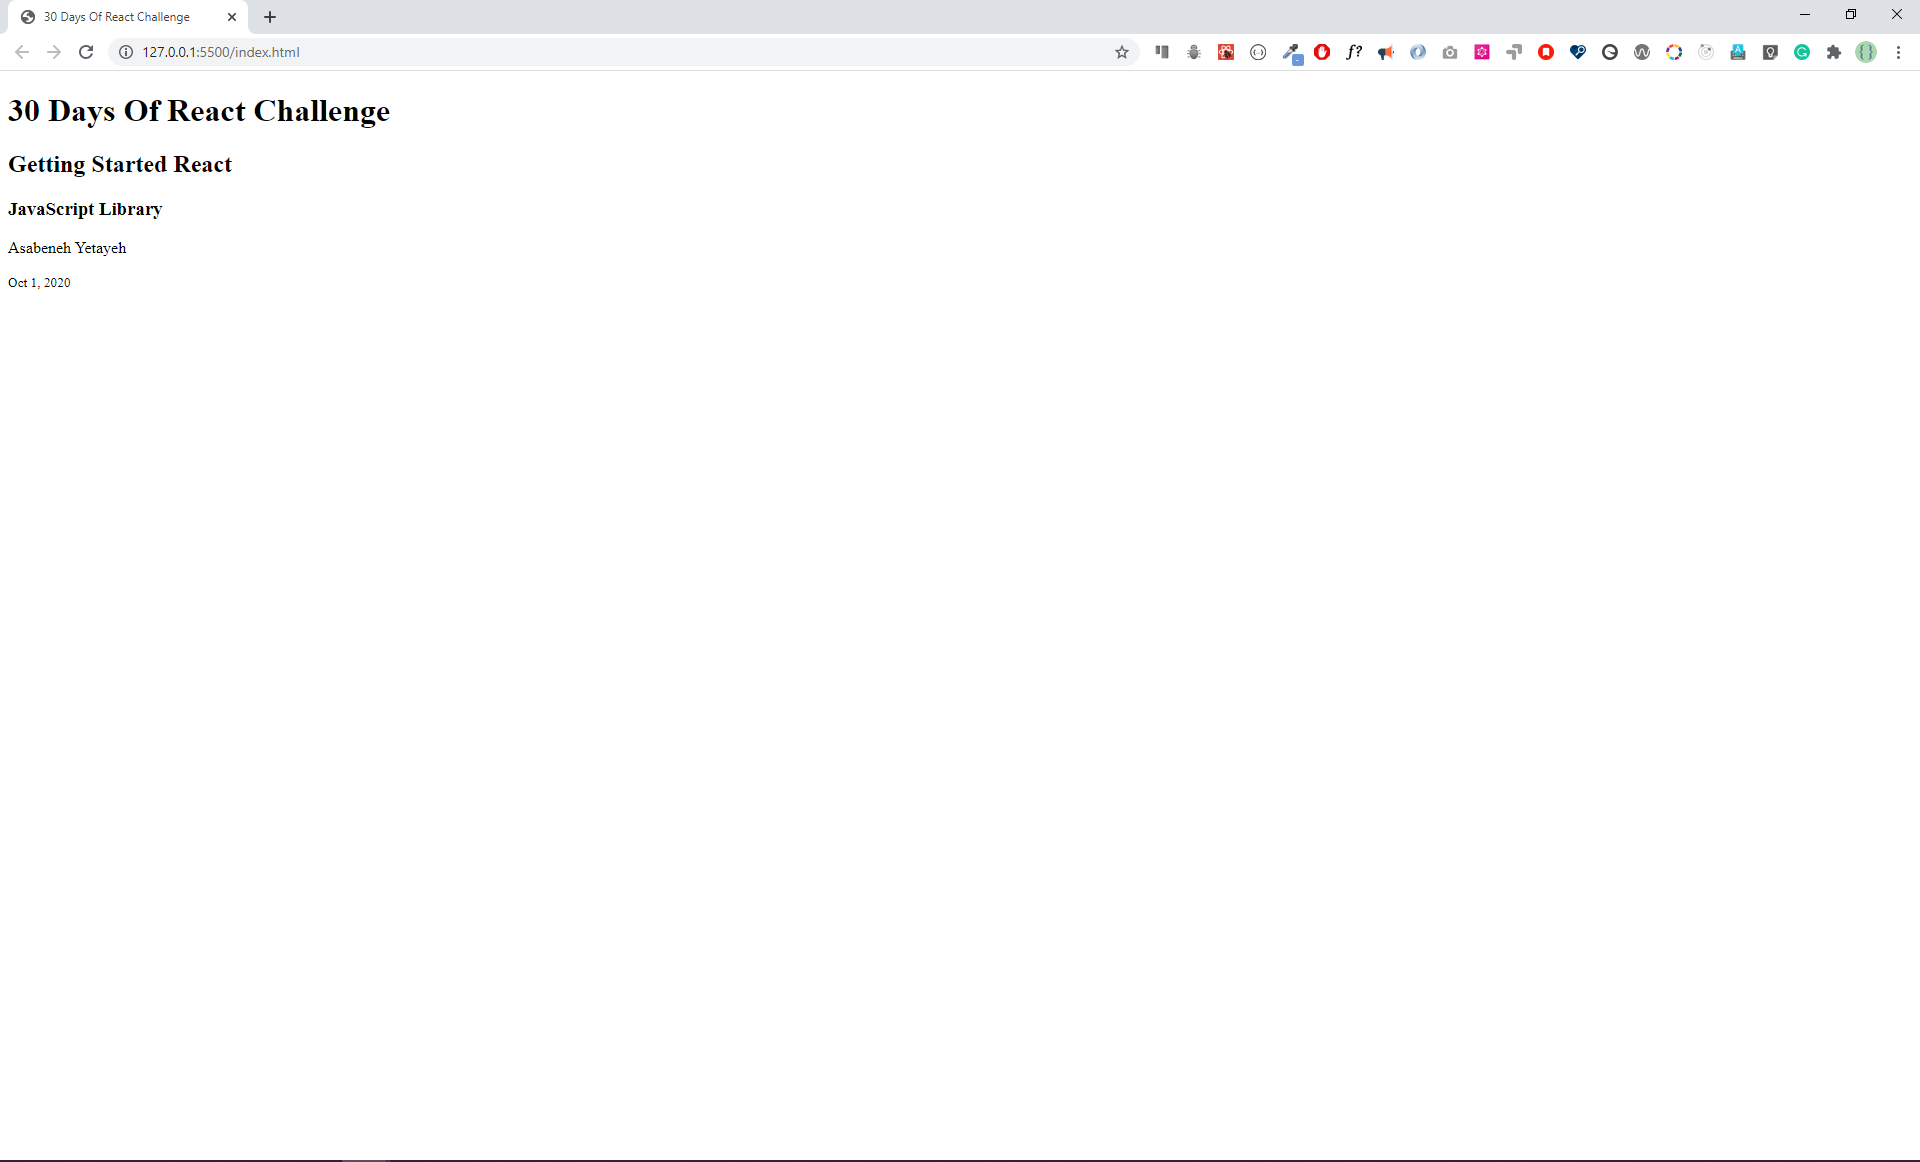 30 Days Of React Challenge
127.0.0.1:5500/index.html
f?
30 Days Of React Challenge
Getting Started React
JavaScript Library
Asabeneh Yetayeh
Oct 1, 2020